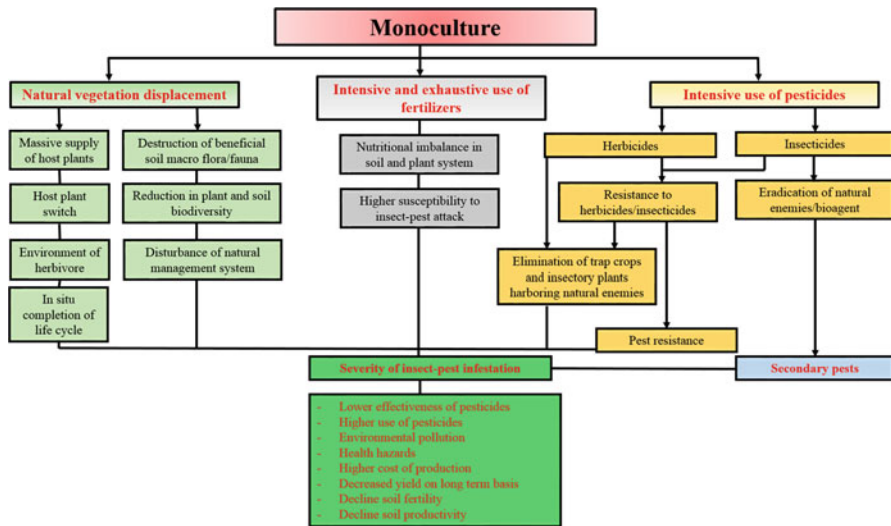 Monoculture
Natural vegetation displacement
Intensive and exhaustive use of
fertilizers
Intensive use of pesticides
Massive supply
of host plants
Destruction of beneficial
soil macro flora/fauna
Nutritional imbalance in
soil and plant system
Herbicides
Insecticides
Host plant
switch
Reduction in plant and soil
biodiversity
Higher susceptibility to
insect-pest attack
Resistance to
herbicides/insecticides
Eradication of natural
enemies/bioagent
Environment of
herbivore
Disturbance of natural
management system
Elimination of trap crops
and insectory plants
harboring natural enemies
In situ
completion of
life cycle
Pest resistance
Severity of insect-pest infestation
Secondary pests
- Lower effectiveness of pesticides
- Higher use of pesticides
- Environmental pollution
- Health hazards
- Higher cost of production
- Decreased yield on long term basis
- Decline soil fertility
- Decline soil productivity